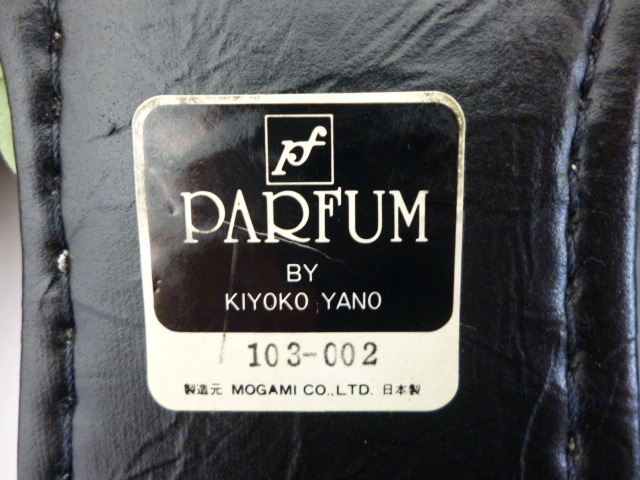 pf
PARFUM
BY
KIYOKO YANO
103-002
製造元 MOGAMI CO.,LTD. 日本製